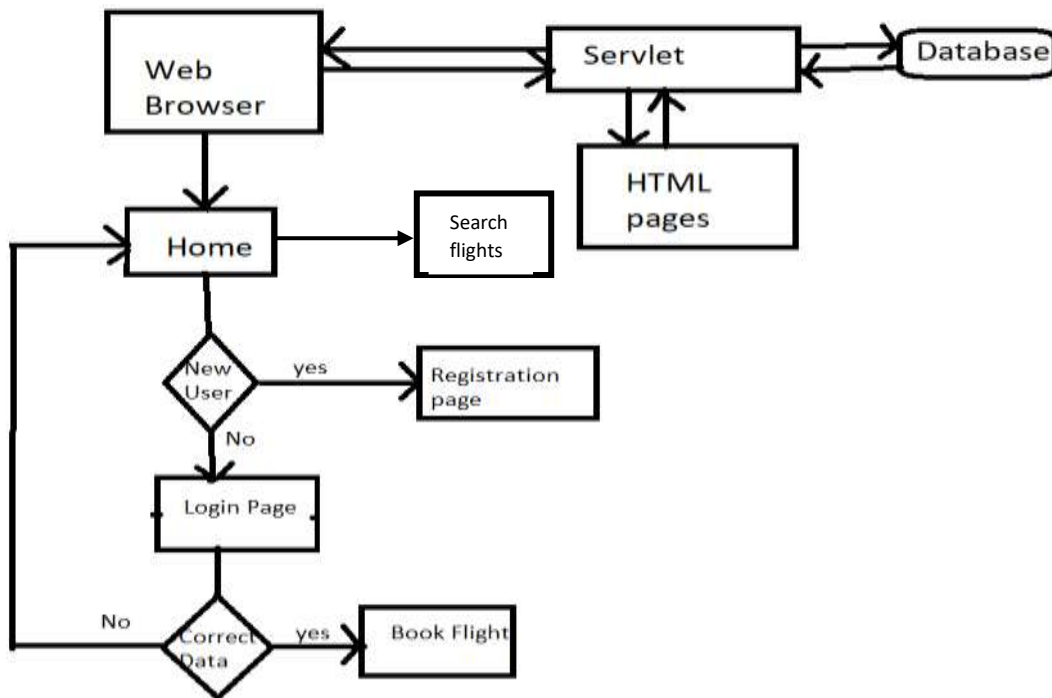 Web
Browser
Servlet
Database
HTML
pages
Home
Search
flights
New
User
yes
Registration
page
No
Login Page
No
Correct
Data
yes
Book Flight